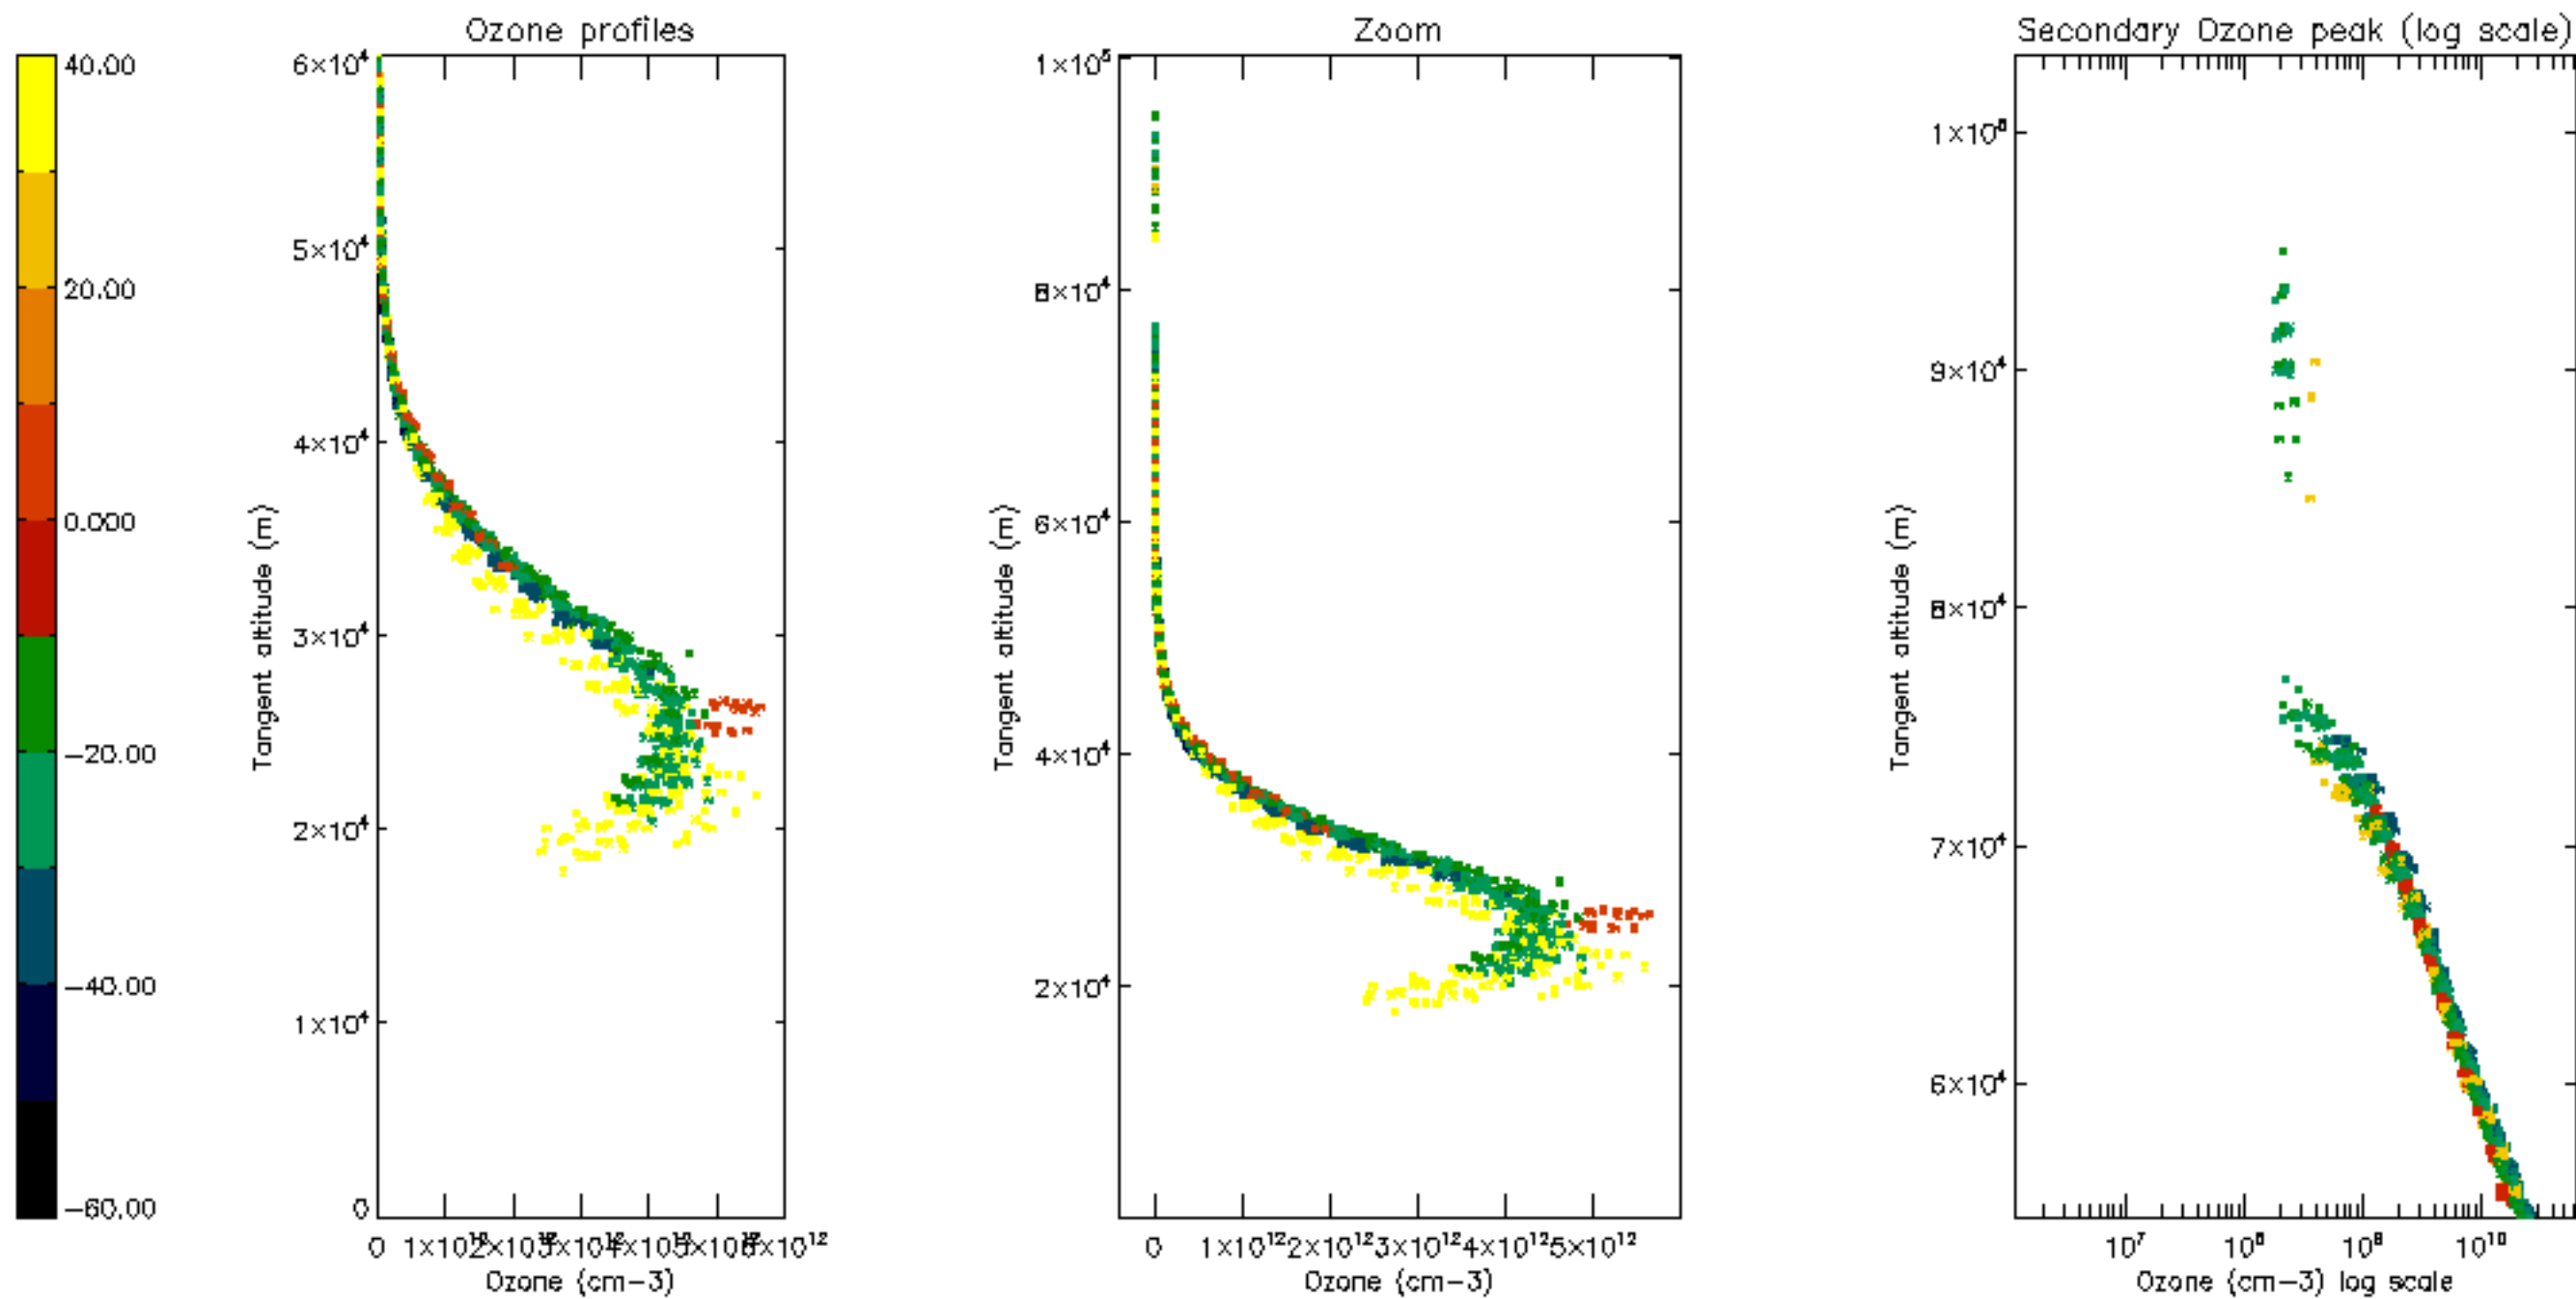 Ozone profiles
Zoom
Secondary Ozone peak (log scale)
40.00
20.00
0.000
−20.00
−40.00
−60.00
6×10⁴
5×10⁴
4×10⁴
3×10⁴
2×10⁴
1×10⁴
0
Tangent altitude (m)
0
Ozone (cm−3)
1×10⁵
8×10⁴
6×10⁴
4×10⁴
2×10⁴
Tangent altitude (m)
0 1×10¹² 2×10¹² 3×10¹² 4×10¹² 5×10¹²
Ozone (cm−3)
9×10⁴
8×10⁴
7×10⁴
6×10⁴
Tangent altitude (m)
10⁷ 10⁸ 10⁹ 10¹⁰
Ozone (cm−3) log scale